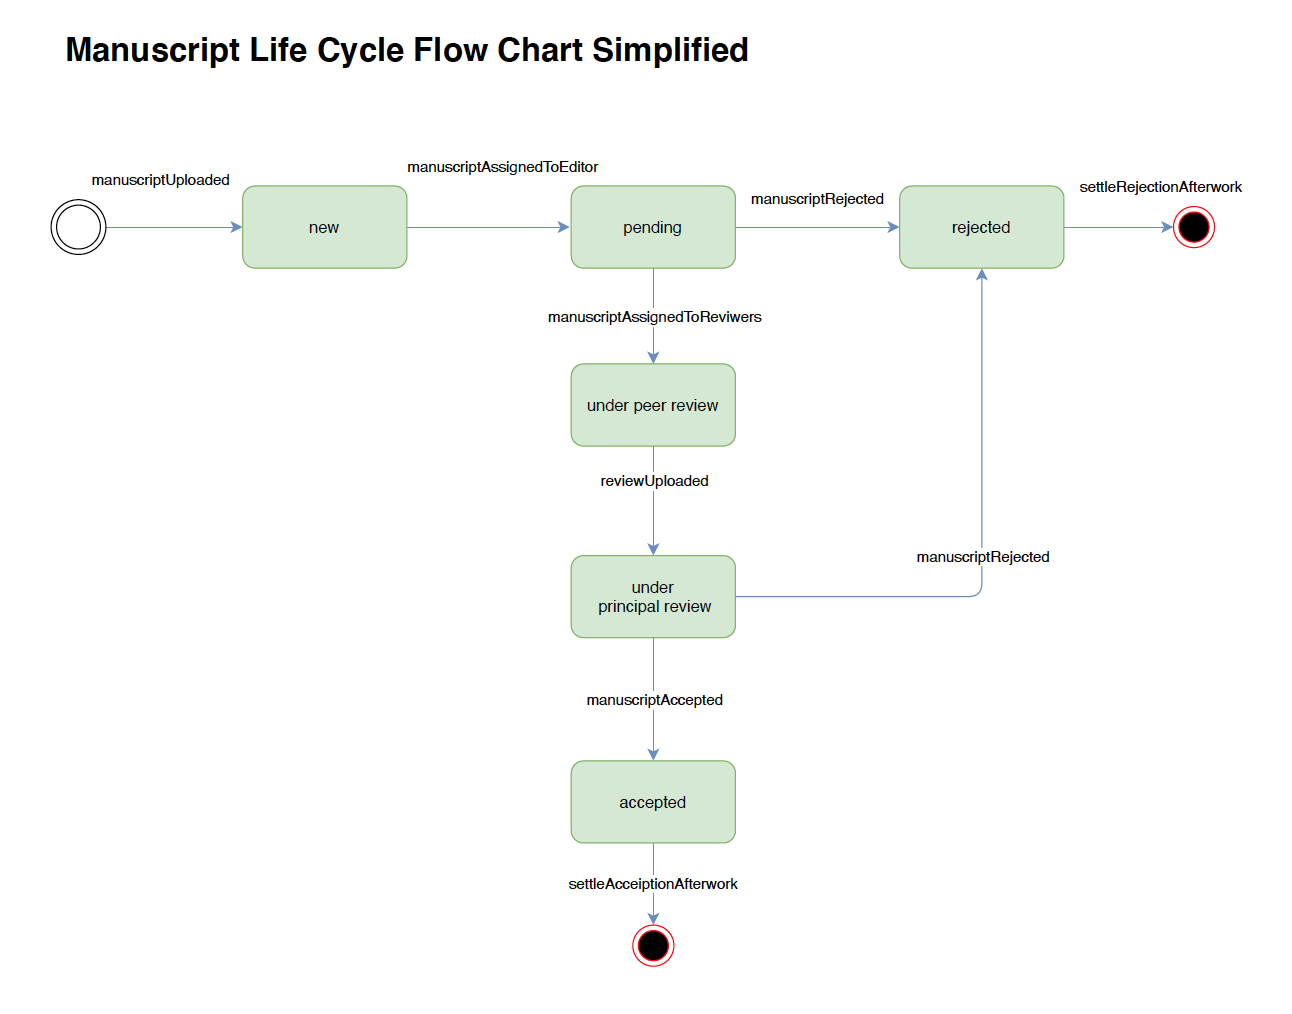 Manuscript Life Cycle Flow Chart Simplified
manuscriptUploaded
new
manuscriptAssignedToEditor
pending
manuscriptRejected
rejected
settleRejectionAfterwork
manuscriptAssignedToReviwers
under peer review
reviewUploaded
under
principal review
manuscriptRejected
manuscriptAccepted
accepted
settleAcceiptionAfterwork